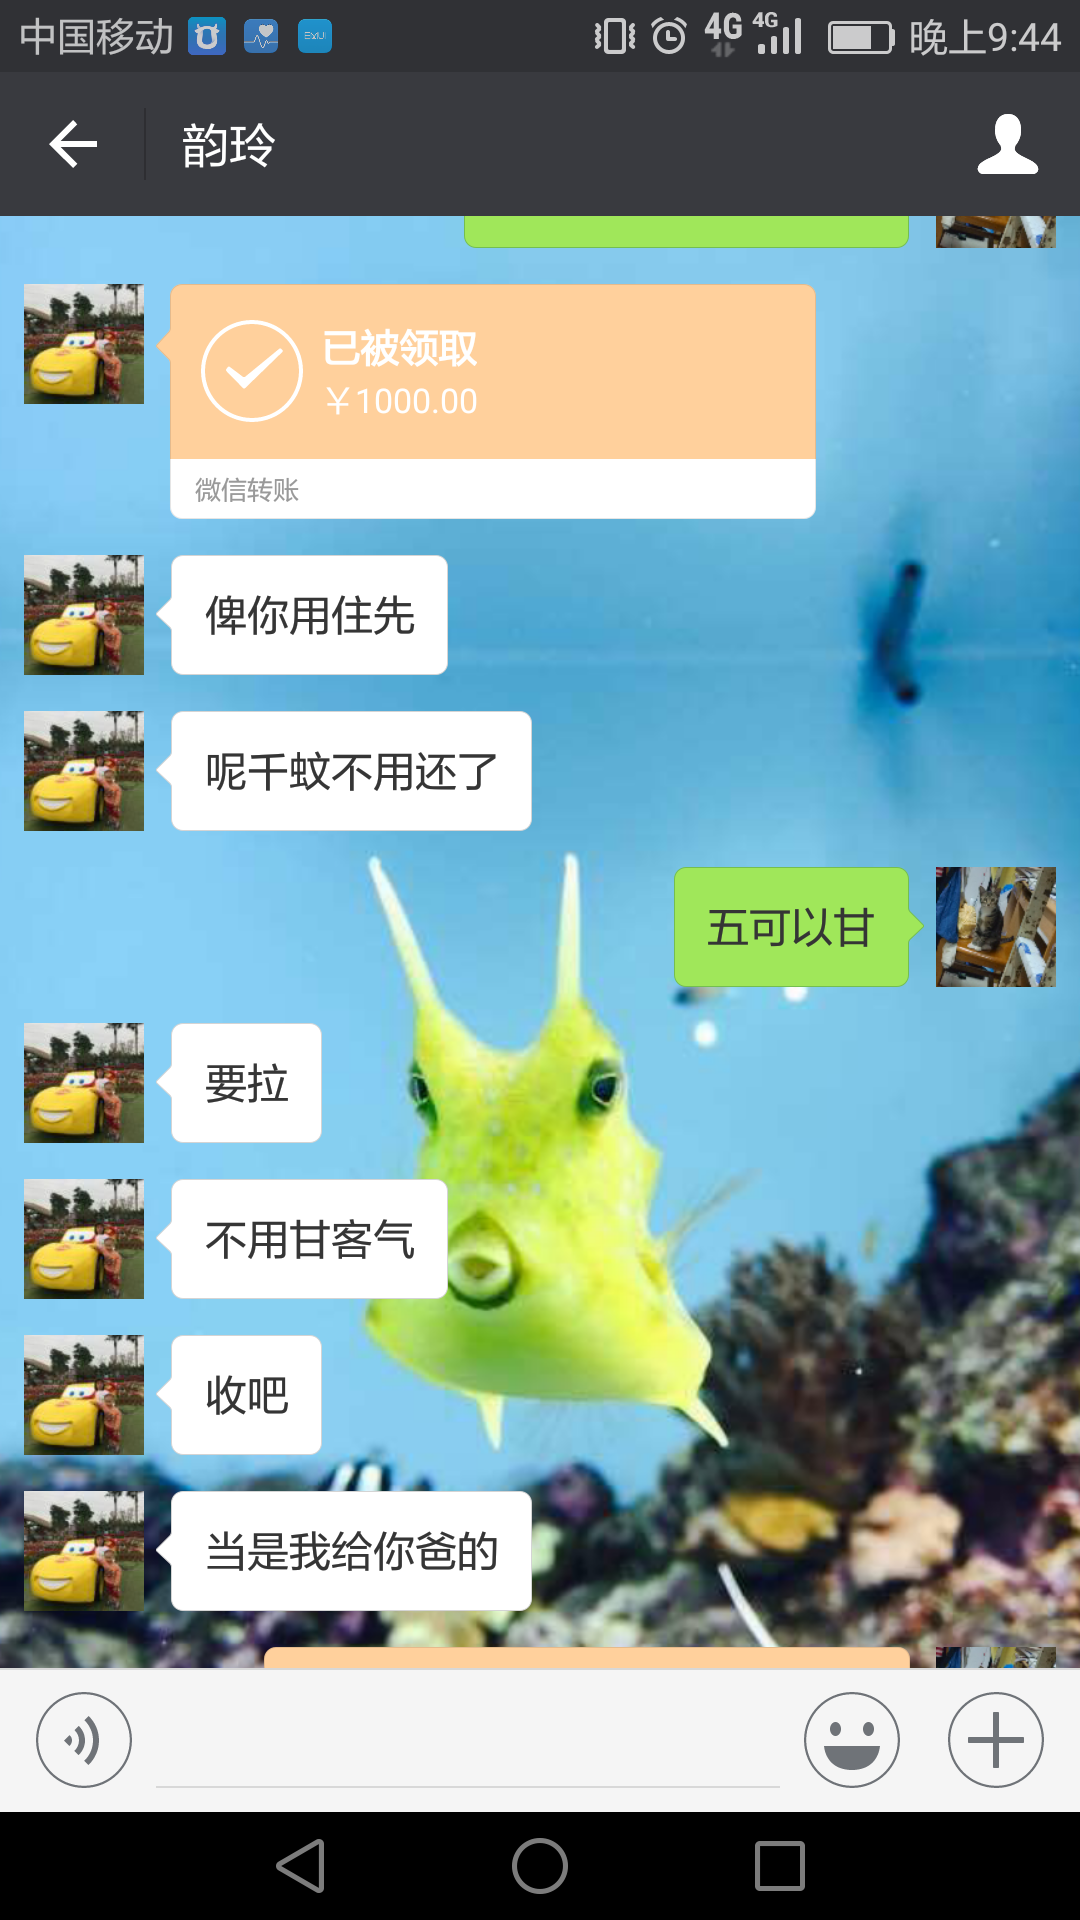 中国移动 4G 4G 晚上9:44
韵玲
已被领取
￥1000.00
微信转账
俾你用住先
呢千蚊不用还了
五可以甘
要拉
不用甘客气
收吧
当是我给你爸的